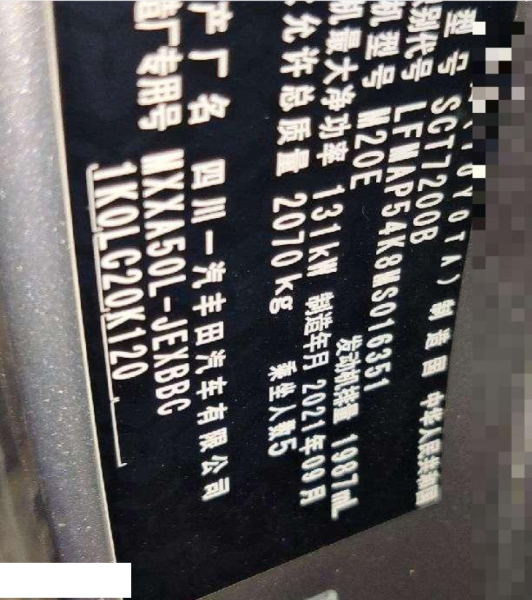 TOYOTA) 制造国 中华人民共和国
型号 SCT7200B
别代号 LFMAP54K8MS016351
机型号 M20E 发动机排量 1987mL
机最大净功率 131kW 制造年月 2021年09月
允许总质量 2070kg 乘坐人数5
产厂名 四川一汽丰田汽车有限公司
造厂专用号 MXXA50L-JEXBBC
1K0LC20K120